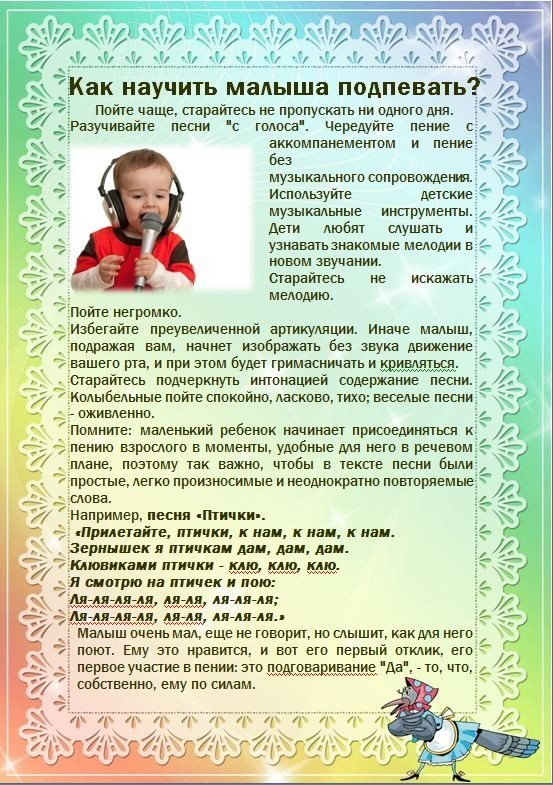 Как научить малыша подпевать?
Пойте чаще, старайтесь не пропускать ни одного дня.
Разучивайте песни "с голоса". Чередуйте пение с
аккомпанементом и пение
без
музыкального сопровождения.
Используйте детские
музыкальные инструменты.
Дети любят слушать и
узнавать знакомые мелодии в
новом звучании.
Старайтесь не искажать
мелодию.
Пойте негромко.
Избегайте преувеличенной артикуляции. Иначе малыш,
подражая вам, начнет изображать без звука движение
вашего рта, и при этом будет гримасничать и кривляться.
Старайтесь подчеркнуть интонацией содержание песни.
Колыбельные пойте спокойно, ласково, тихо; веселые песни
- оживленно.
Помните: маленький ребенок начинает присоединяться к
пению взрослого в моменты, удобные для него в речевом
плане, поэтому так важно, чтобы в тексте песни были
простые, легко произносимые и неоднократно повторяемые
слова.
Например, песня «Птички».
«Прилетайте, птички, к нам, к нам, к нам.
Зернышек я птичкам дам, дам, дам.
Клювиками птички - клю, клю, клю.
Я смотрю на птичек и пою:
Ля-ля-ля-ля, ля-ля, ля-ля-ля;
Ля-ля-ля-ля, ля-ля, ля-ля-ля.»
Малыш очень мал, еще не говорит, но слышит, как для него
поют. Ему это нравится, и вот его первый отклик, его
первое участие в пении: это подговаривание "Да", - то, что,
собственно, ему по силам.